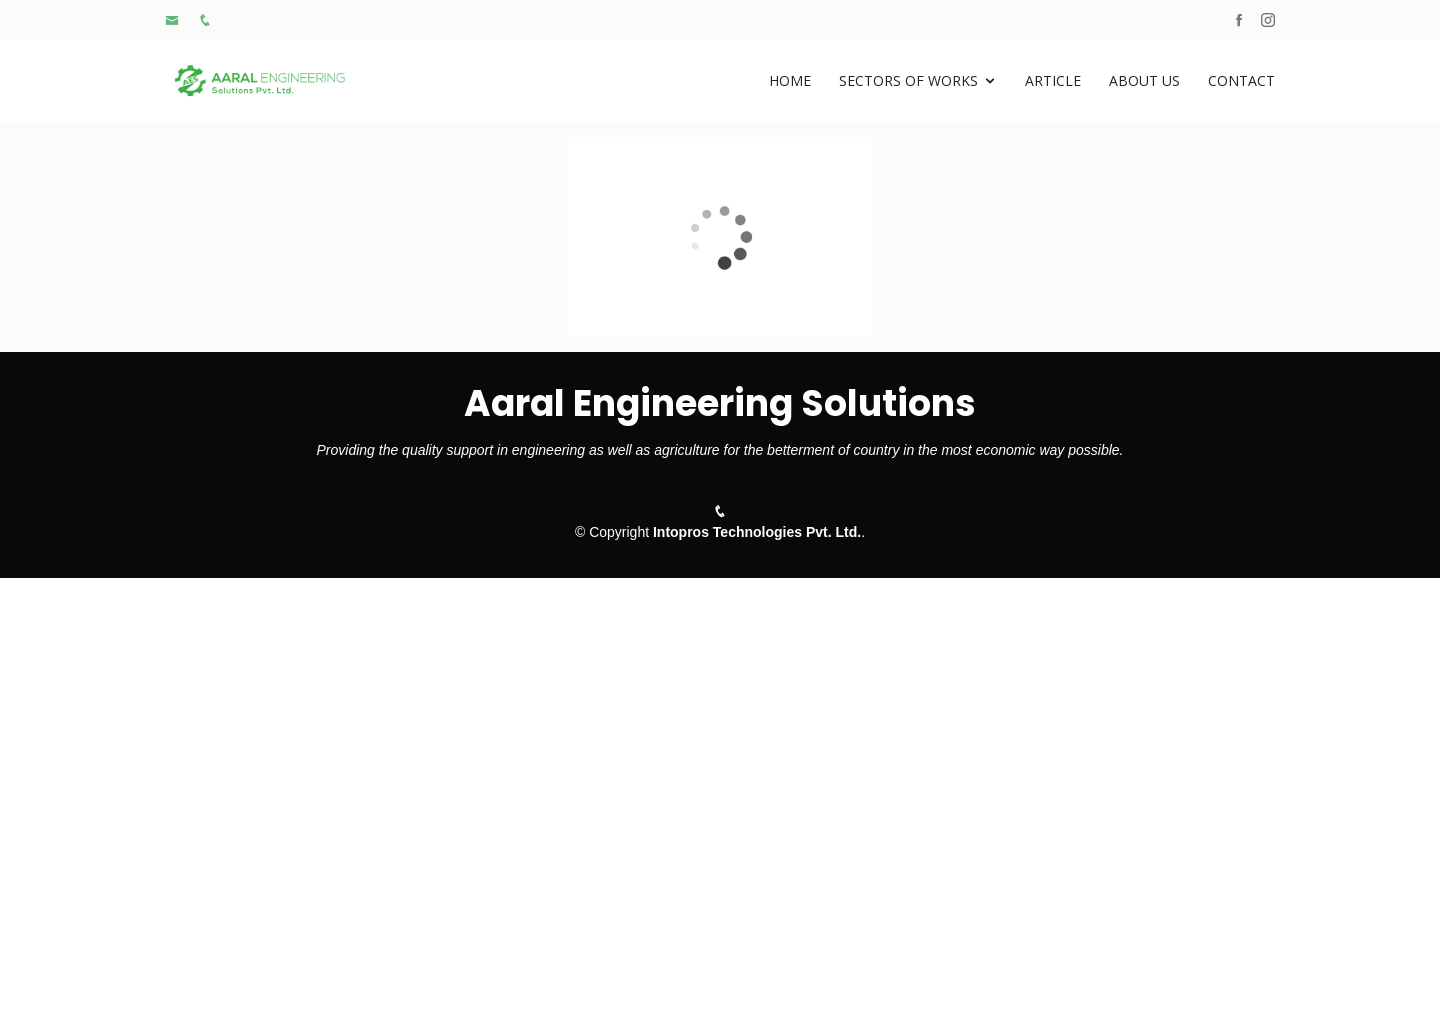 AES AARAL ENGINEERING
Solutions Pvt. Ltd.
HOME SECTORS OF WORKS ARTICLE ABOUT US CONTACT
Aaral Engineering Solutions
Providing the quality support in engineering as well as agriculture for the betterment of country in the most economic way possible.
© Copyright Intopros Technologies Pvt. Ltd..